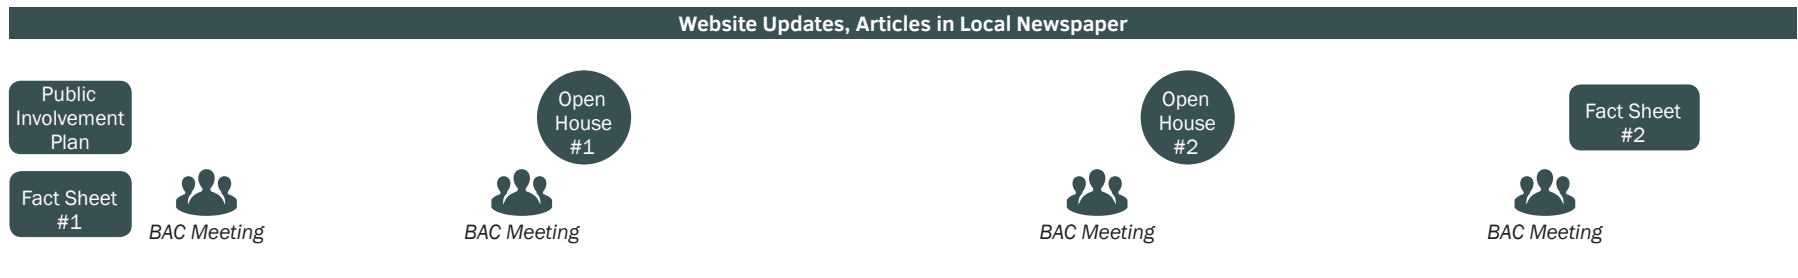 Website Updates, Articles in Local Newspaper
Public
Involvement
Plan
Open
House
#1
Open
House
#2
Fact Sheet
#2
Fact Sheet
#1
BAC Meeting
BAC Meeting
BAC Meeting
BAC Meeting